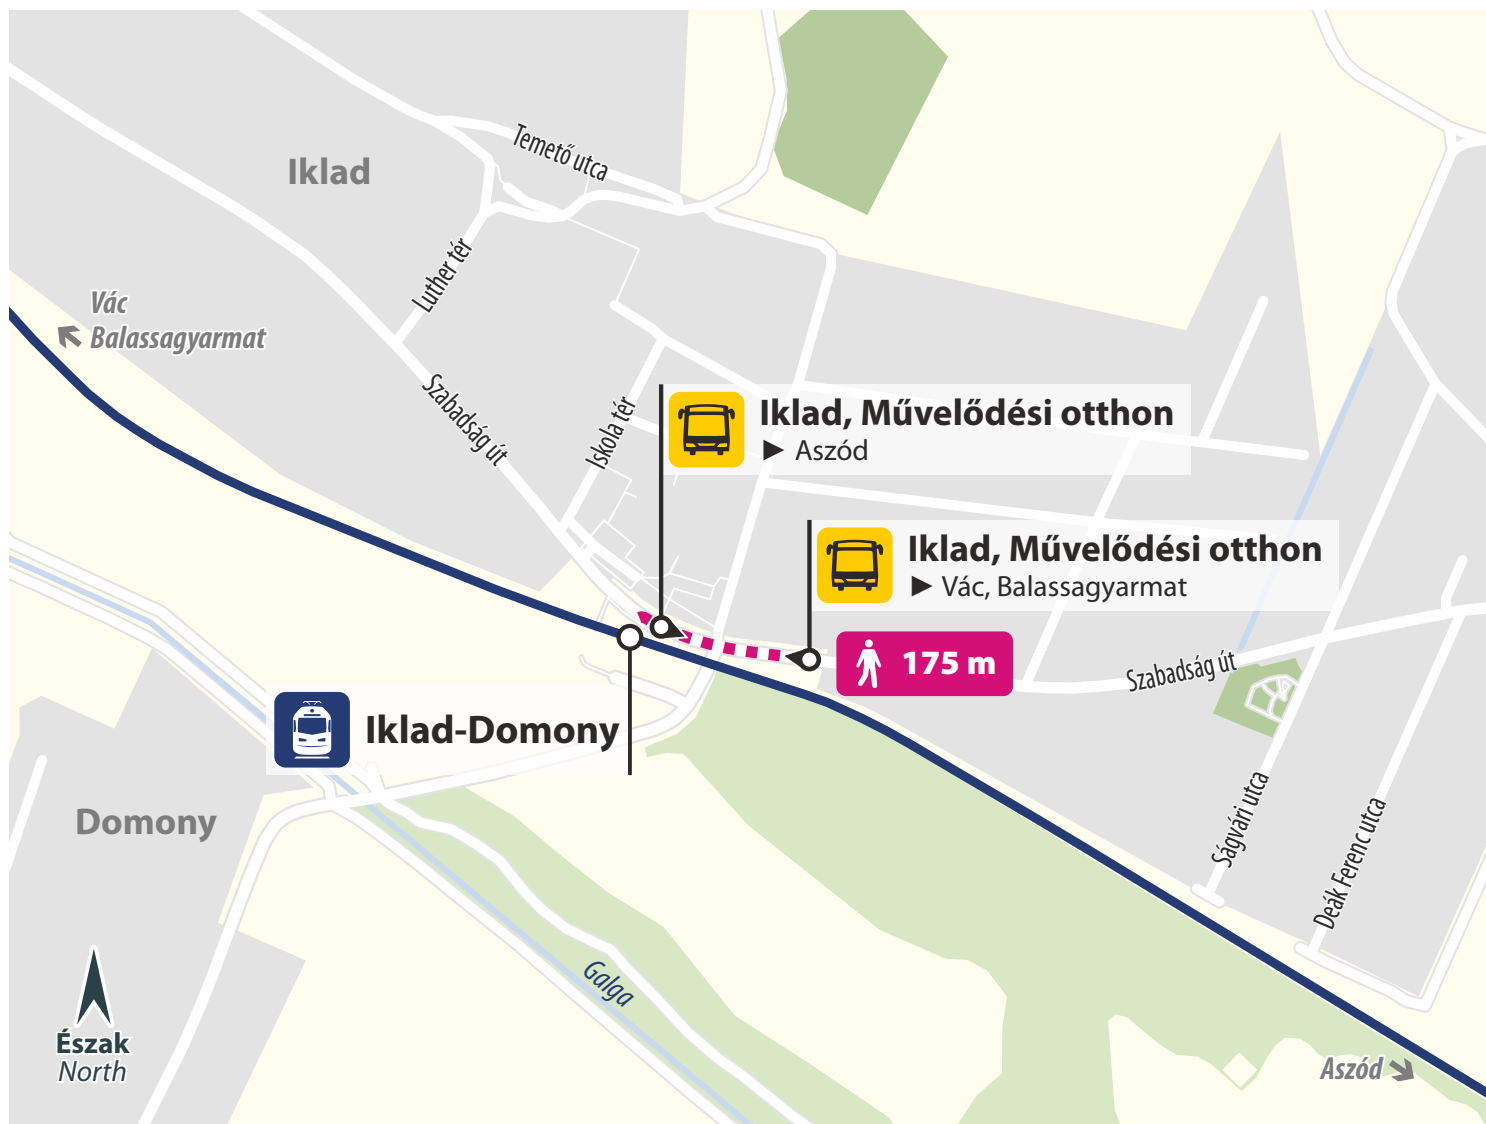 Temető utca
Iklad
Luther tér
Vác
Balassagyarmat
Szabadság út
Iskola tér
Iklad, Művelődési otthon
► Aszód
Iklad, Művelődési otthon
► Vác, Balassagyarmat
175 m
Szabadság út
Iklad-Domony
Domony
Ságvári utca
Deák Ferenc utca
Galga
Észak
North
Aszód